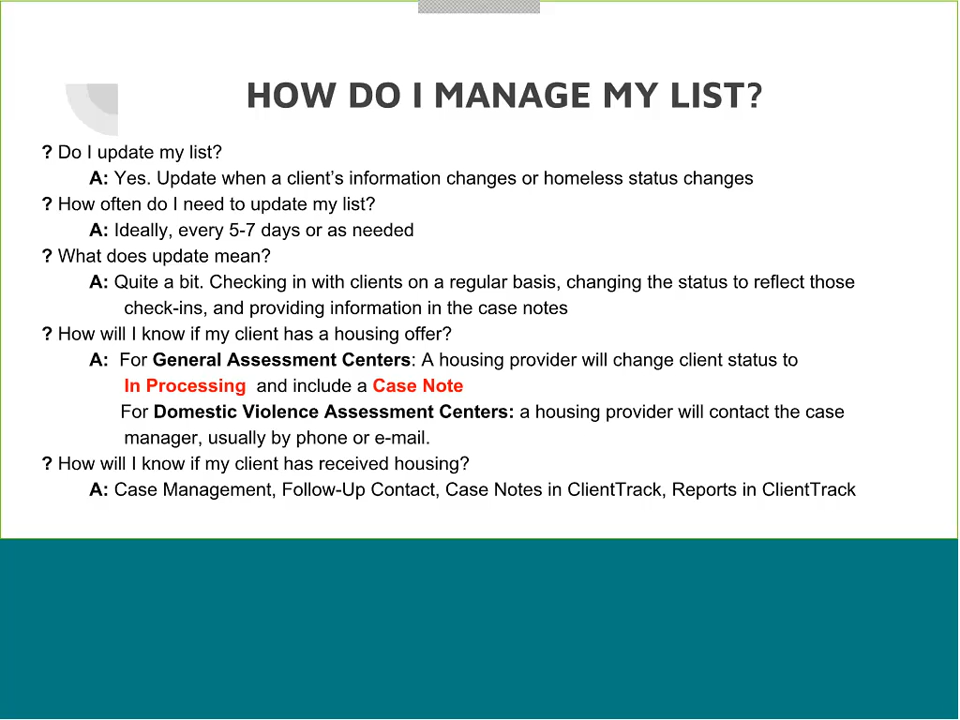 HOW DO I MANAGE MY LIST?
? Do I update my list?
A: Yes. Update when a client’s information changes or homeless status changes
? How often do I need to update my list?
A: Ideally, every 5-7 days or as needed
? What does update mean?
A: Quite a bit. Checking in with clients on a regular basis, changing the status to reflect those
check-ins, and providing information in the case notes
? How will I know if my client has a housing offer?
A: For General Assessment Centers: A housing provider will change client status to
In Processing and include a Case Note
For Domestic Violence Assessment Centers: a housing provider will contact the case
manager, usually by phone or e-mail.
? How will I know if my client has received housing?
A: Case Management, Follow-Up Contact, Case Notes in ClientTrack, Reports in ClientTrack